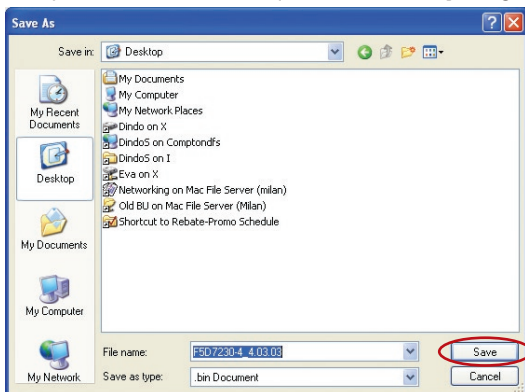 Save As
Save in: Desktop
My Recent
Documents
Desktop
My Documents
My Computer
My Network
My Documents
My Computer
My Network Places
Dindo on X
DindoS on Comptondfs
DindoS on I
Eva on X
Networking on Mac File Server (milan)
Old BU on Mac File Server (Milan)
Shortcut to Rebate-Promo Schedule
File name: F5D7230-4_4.03.03 Save
Save as type: .bin Document Cancel